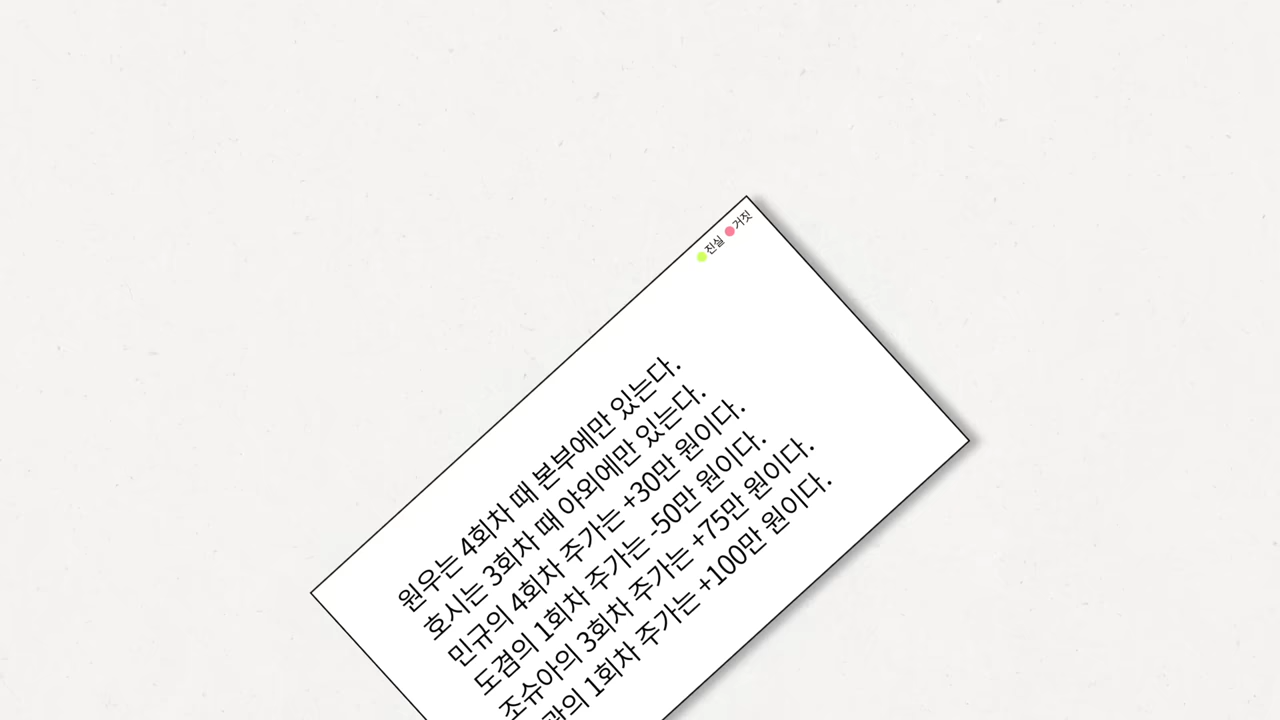 진실 거짓
원우는 4회차 때 본부에만 있는다.
호시는 3회차 때 야외에만 있는다.
민규의 4회차 주가는 +30만 원이다.
도겸의 1회차 주가는 -50만 원이다.
조슈아의 3회차 주가는 +75만 원이다.
1회차 주가는 +100만 원이다.